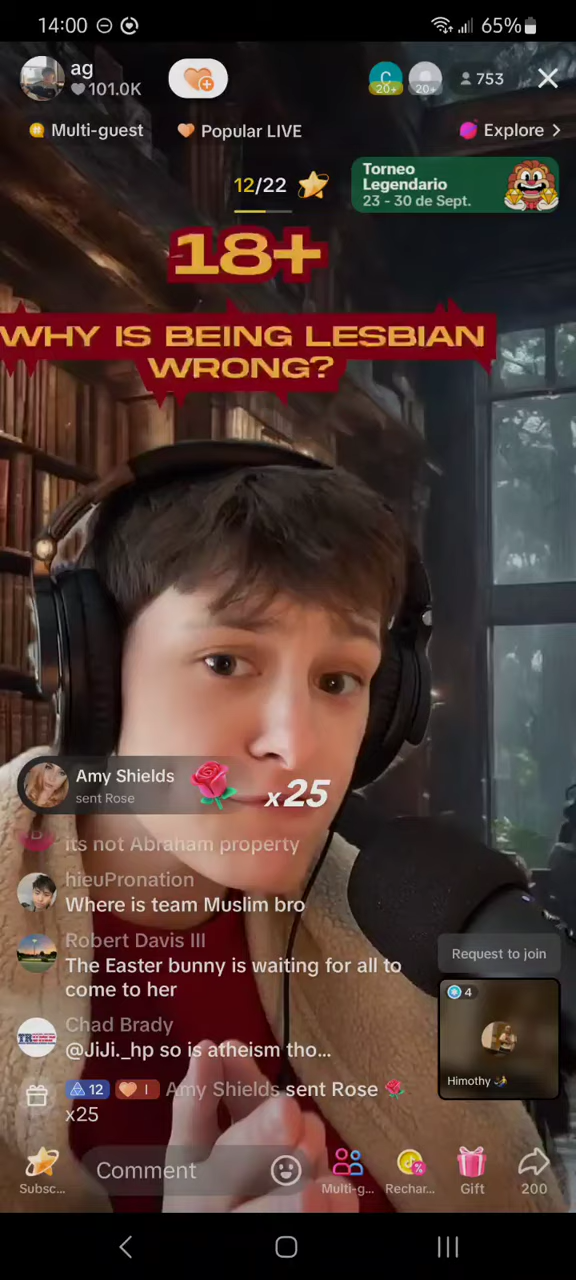 14:00
65%
ag
101.0K
20+
20+
753
Multi-guest
Popular LIVE
Explore
12/22
Torneo
Legendario
23 - 30 de Sept.
18+
WHY IS BEING LESBIAN
WRONG?
Amy Shields
sent Rose
x25
its not Abraham property
hieuPronation
Where is team Muslim bro
Robert Davis III
The Easter bunny is waiting for all to
come to her
Chad Brady
@JiJi._hp so is atheism tho...
12 I Amy Shields sent Rose
x25
Request to join
4
Himothy
Comment
Subsc...
Multi-g...
Rechar...
Gift
200